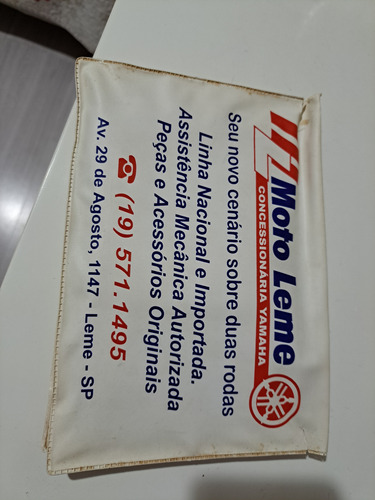 Moto Leme
CONCESSIONÁRIA YAMAHA
Seu novo cenário sobre duas rodas
Linha Nacional e Importada.
Assistência Mecânica Autorizada
Peças e Acessórios Originais
(19) 571.1495
Av. 29 de Agosto, 1147 - Leme - SP